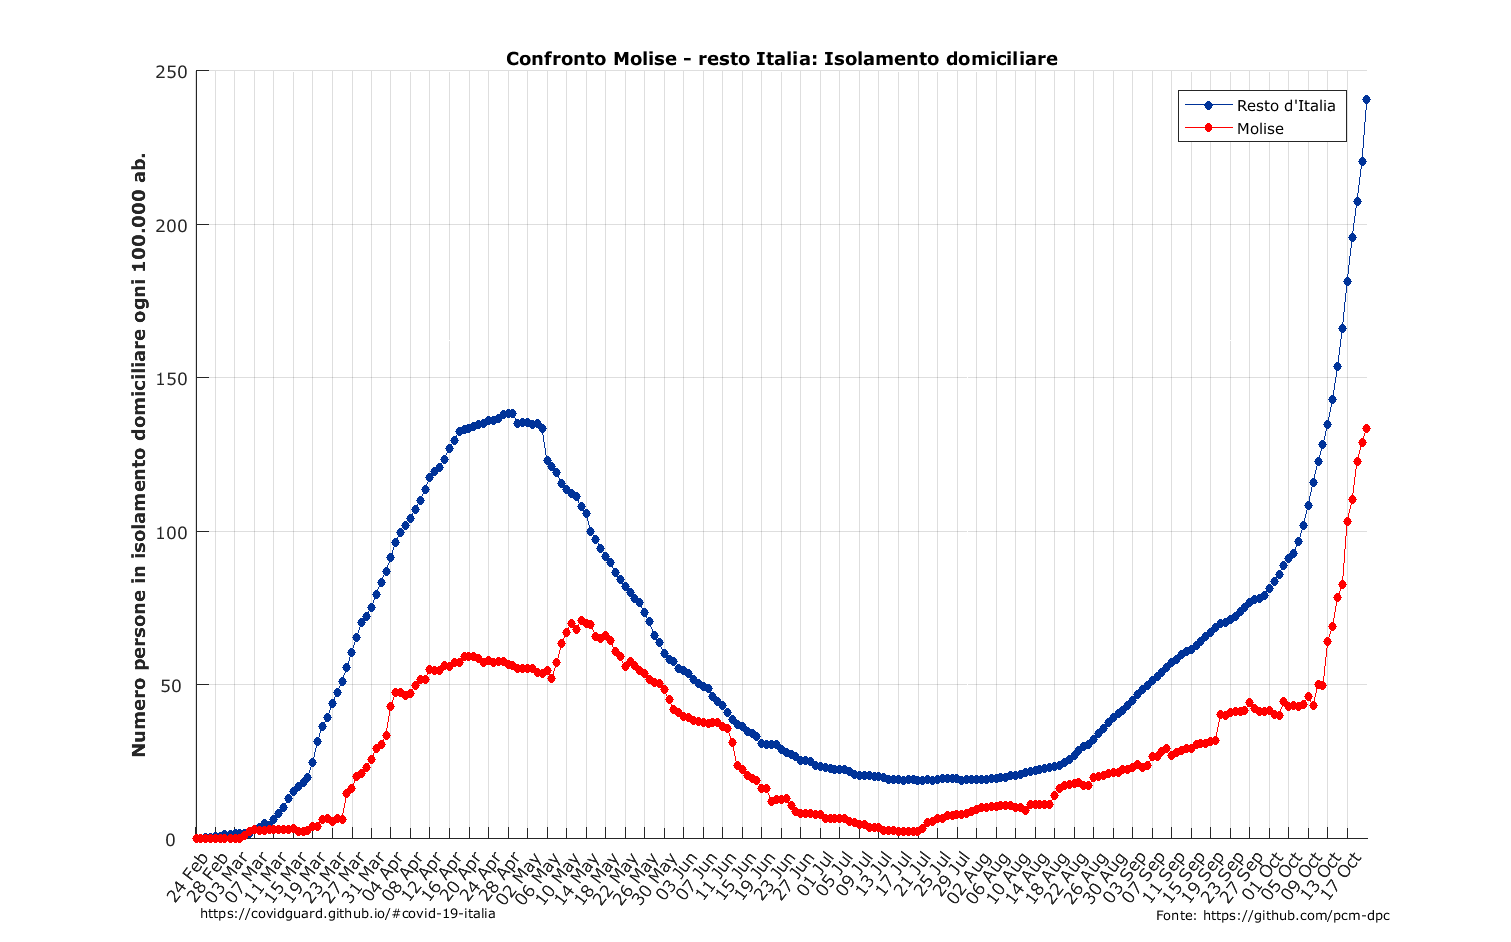 Confronto Molise - resto Italia: Isolamento domiciliare
Numero persone in isolamento domiciliare ogni 100.000 ab.
250
200
150
100
50
0
Resto d'Italia
Molise
24 Feb
28 Feb
03 Mar
07 Mar
11 Mar
15 Mar
19 Mar
23 Mar
27 Mar
31 Mar
04 Apr
08 Apr
12 Apr
16 Apr
20 Apr
24 Apr
28 Apr
02 May
06 May
10 May
14 May
18 May
22 May
26 May
30 May
03 Jun
07 Jun
11 Jun
15 Jun
19 Jun
23 Jun
27 Jun
01 Jul
05 Jul
09 Jul
13 Jul
17 Jul
21 Jul
25 Jul
29 Jul
02 Aug
06 Aug
10 Aug
14 Aug
18 Aug
22 Aug
26 Aug
30 Aug
03 Sep
07 Sep
11 Sep
15 Sep
19 Sep
23 Sep
27 Sep
01 Oct
05 Oct
09 Oct
13 Oct
17 Oct
https://covidguard.github.io/#covid-19-italia
Fonte: https://github.com/pcm-dpc